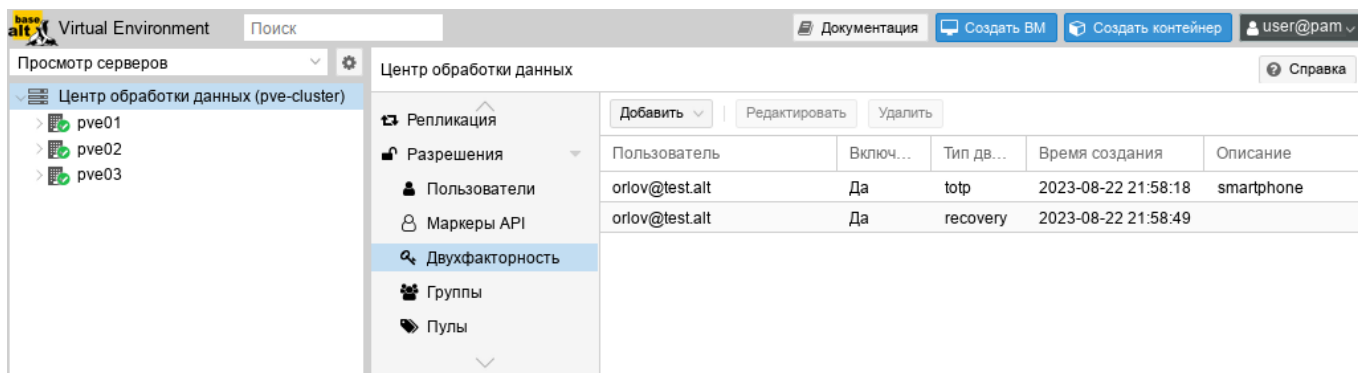 base alt Virtual Environment Поиск Документация Создать ВМ Создать контейнер user@pam
Просмотр серверов
Центр обработки данных (pve-cluster)
pve01
pve02
pve03
Центр обработки данных Справка
Репликация
Разрешения
Пользователи
Маркеры API
Двухфакторность
Группы
Пулы
Добавить Редактировать Удалить
Пользователь Включ... Тип дв... Время создания Описание
orlov@test.alt Да totp 2023-08-22 21:58:18 smartphone
orlov@test.alt Да recovery 2023-08-22 21:58:49